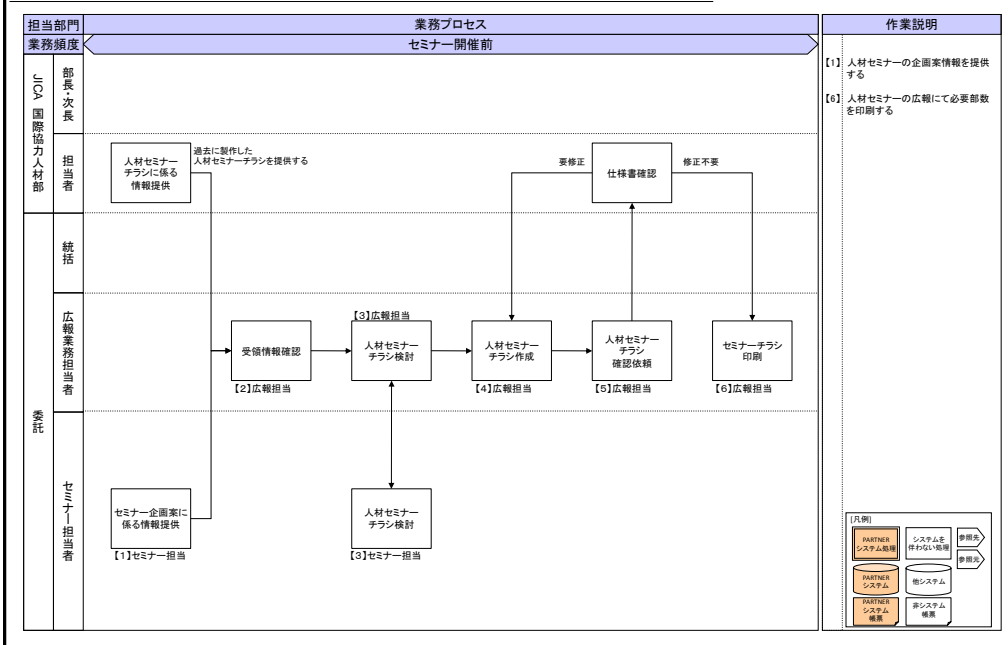 担当部門
業務プロセス
作業説明
業務頻度
セミナー開催前
JICA 国際協力人材部
部長・次長
担当者
人材セミナー
チラシに係る
情報提供
過去に製作した
人材セミナーチラシを提供する
要修正
仕様書確認
修正不要
委託
統括
広報業務担当者
受領情報確認
【2】広報担当
【3】広報担当
人材セミナー
チラシ検討
人材セミナー
チラシ作成
【4】広報担当
人材セミナー
チラシ
確認依頼
【5】広報担当
セミナーチラシ
印刷
【6】広報担当
セミナー担当者
セミナー企画案に
係る情報提供
【1】セミナー担当
人材セミナー
チラシ検討
【3】セミナー担当
【1】 人材セミナーの企画案情報を提供
する
【6】 人材セミナーの広報にて必要部数
を印刷する
[凡例]
PARTNER
システム処理
システムを
伴わない処理
参照先
参照元
PARTNER
システム
他システム
PARTNER
システム
帳票
非システム
帳票